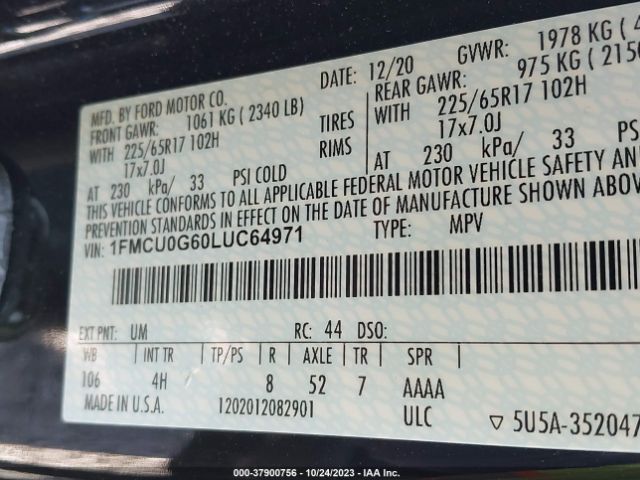 MFD. BY FORD MOTOR CO. DATE: 12/20 GVWR: 1978 KG (
FRONT GAWR: 1061 KG ( 2340 LB) REAR GAWR: 975 KG ( 2150
WITH 225/65R17 102H TIRES WITH 225/65R17 102H
17x7.0J RIMS 17x7.0J
AT 230 kPa/ 33 PSI COLD AT 230 kPa/ 33 PS
THIS VEHICLE CONFORMS TO ALL APPLICABLE FEDERAL MOTOR VEHICLE SAFETY AN
PREVENTION STANDARDS IN EFFECT ON THE DATE OF MANUFACTURE SHOWN ABOV
VIN: 1FMCU0G60LUC64971 TYPE: MPV
EXT PNT: UM RC: 44 DSO:
WB INT TR TP/PS R AXLE TR SPR
106 4H 8 52 7 AAAA
MADE IN U.S.A. 1202012082901 ULC ▽ 5U5A-352047
000-37900756 - 10/24/2023 - IAA Inc.